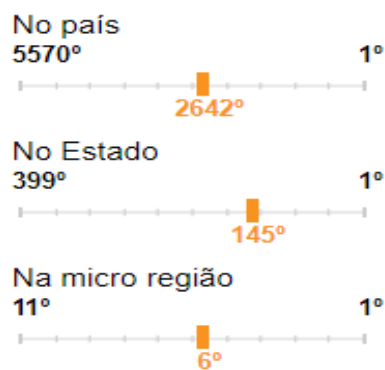 No país
5570º 1º
2642º
No Estado
399º 1º
145º
Na micro região
11º 1º
6º